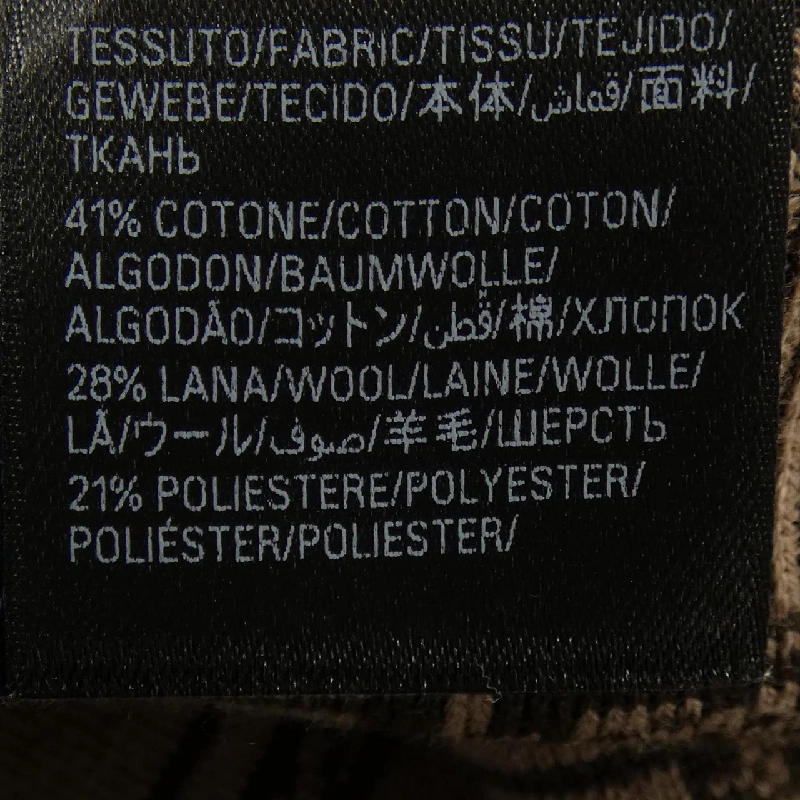 TESSUTO/FABRIC/TISSU/TEJIDO/
GEWEBE/TECIDO/本体/قماش/面料/
ТКАНЬ
41% COTONE/COTTON/COTON/
ALGODON/BAUMWOLLE/
ALGODÃO/コットン/قطن/棉/ХЛОПОК
28% LANA/WOOL/LAINE/WOLLE/
LÃ/ウール/صوف/羊毛/ШЕРСТЬ
21% POLIESTERE/POLYESTER/
POLIÉSTER/POLIESTER/